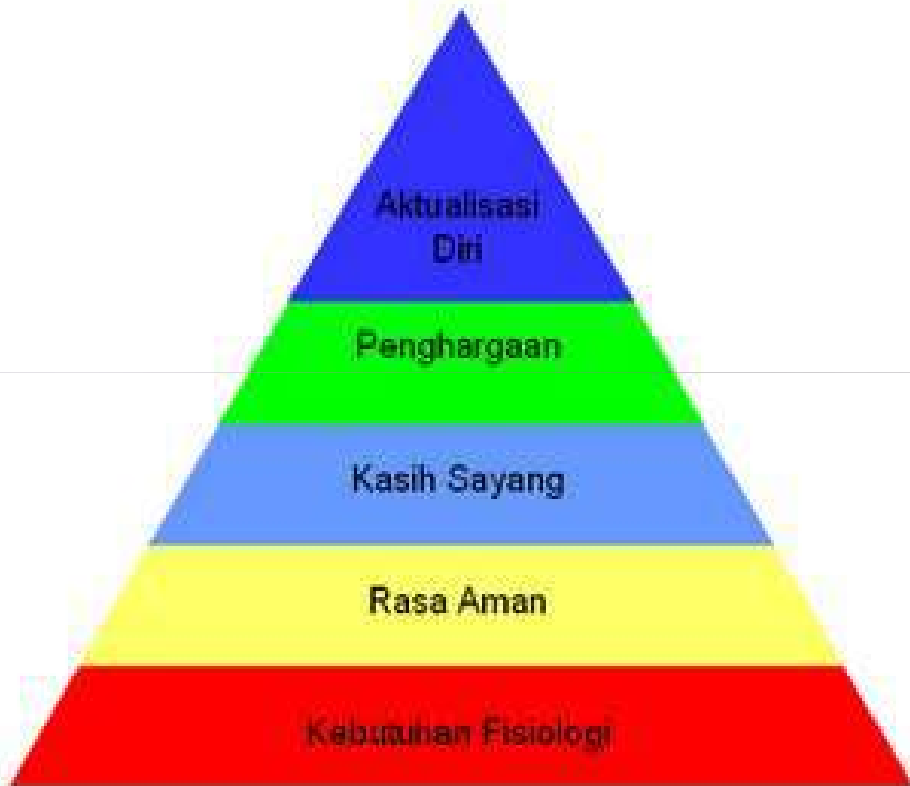 Aktualisasi
Diri
Penghargaan
Kasih Sayang
Rasa Aman
Kebutuhan Fisiologi